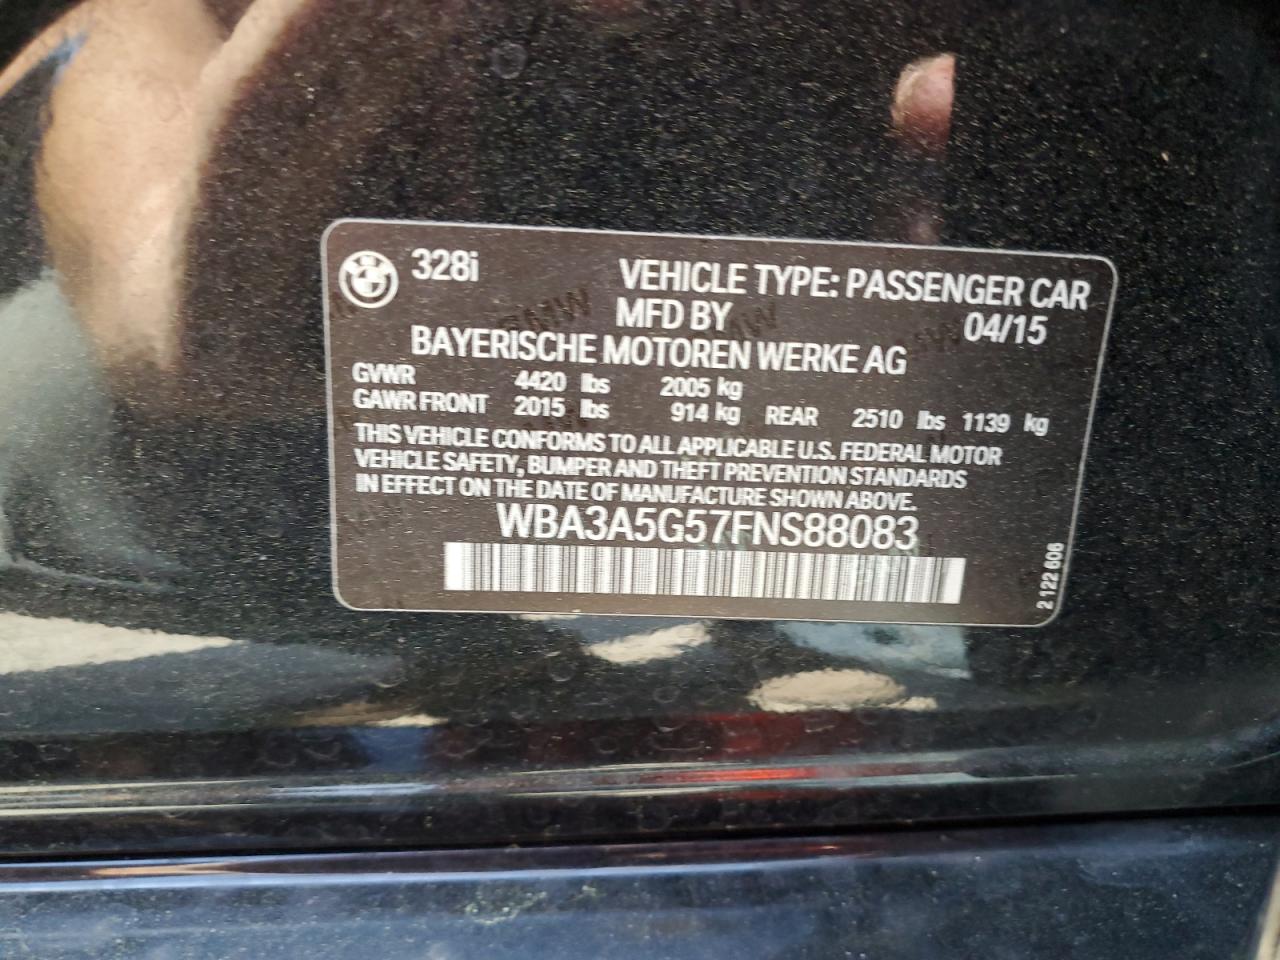 328i VEHICLE TYPE: PASSENGER CAR
MFD BY 04/15
BAYERISCHE MOTOREN WERKE AG
GVWR 4420 lbs 2005 kg
GAWR FRONT 2015 lbs 914 kg REAR 2510 lbs 1139 kg
THIS VEHICLE CONFORMS TO ALL APPLICABLE U.S. FEDERAL MOTOR
VEHICLE SAFETY, BUMPER AND THEFT PREVENTION STANDARDS
IN EFFECT ON THE DATE OF MANUFACTURE SHOWN ABOVE.
WBA3A5G57FNS88083
2 122 606